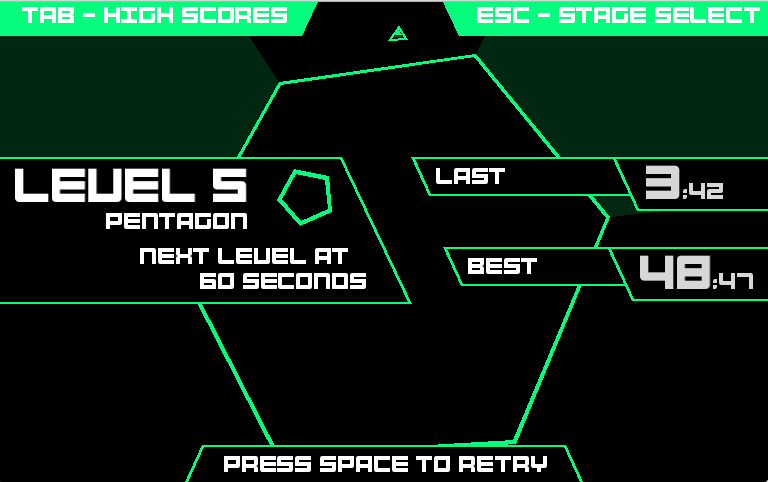 TAB - HIGH SCORES
ESC - STAGE SELECT
LEVEL 5
PENTAGON
NEXT LEVEL AT
60 SECONDS
LAST
3:42
BEST
48:47
PRESS SPACE TO RETRY